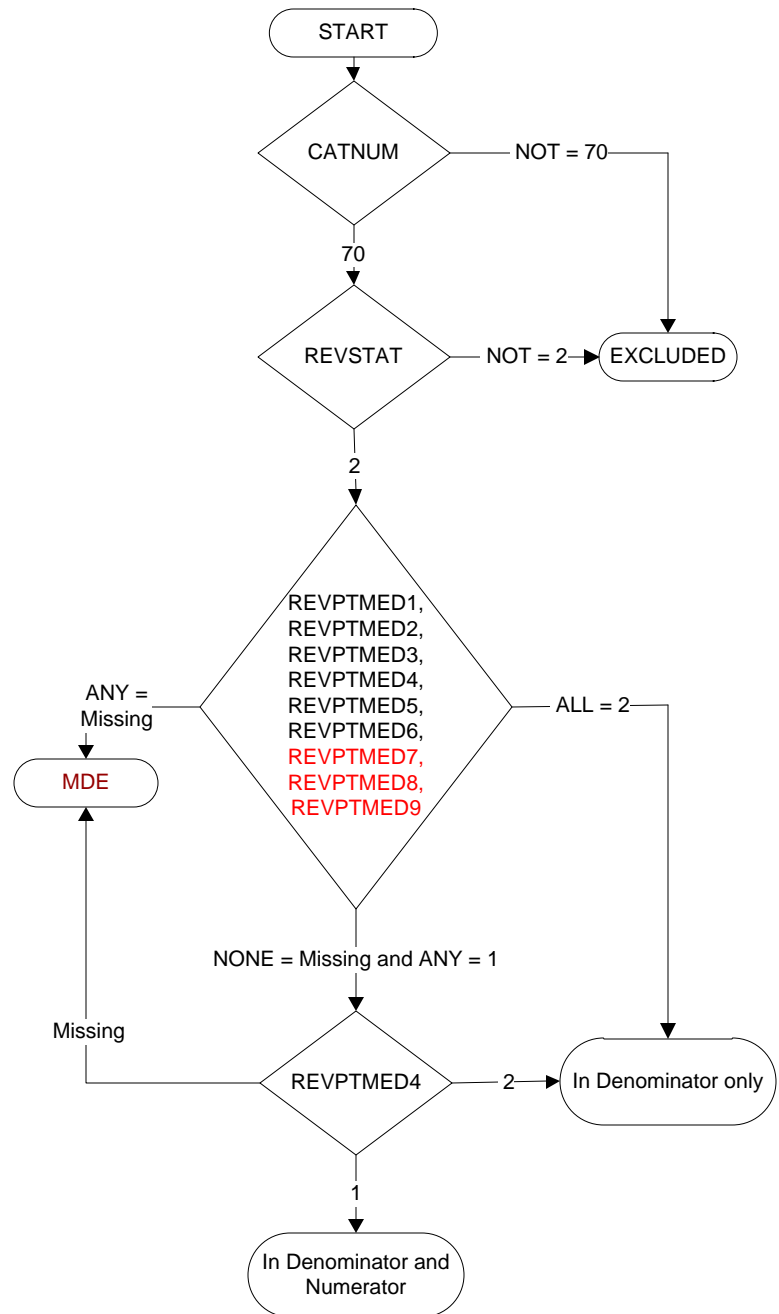 START
CATNUM
NOT = 70
70
REVSTAT
NOT = 2
EXCLUDED
2
REVPTMED1,
REVPTMED2,
REVPTMED3,
REVPTMED4,
REVPTMED5,
REVPTMED6,
REVPTMED7,
REVPTMED8,
REVPTMED9
ANY =
Missing
ALL = 2
MDE
NONE = Missing and ANY = 1
Missing
REVPTMED4
2
In Denominator only
1
In Denominator and
Numerator